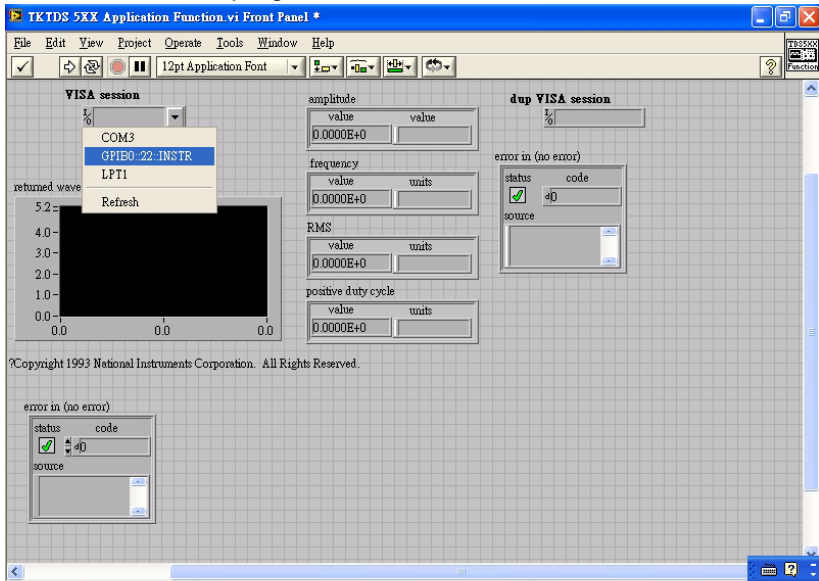 TKTDS 5XX Application Function.vi Front Panel *
File Edit View Project Operate Tools Window Help
12pt Application Font
TDS5XX
Function
VISA session
COM3
GPIB0::22::INSTR
LPT1
Refresh
returned wave
5.2
4.0
3.0
2.0
1.0
0.0
0.0 0.0 0.0
amplitude
value value
0.0000E+0
frequency
value units
0.0000E+0
RMS
value units
0.0000E+0
positive duty cycle
value units
0.0000E+0
dup VISA session
error in (no error)
status code
d0
source
?Copyright 1993 National Instruments Corporation. All Rights Reserved.
error in (no error)
status code
d0
source